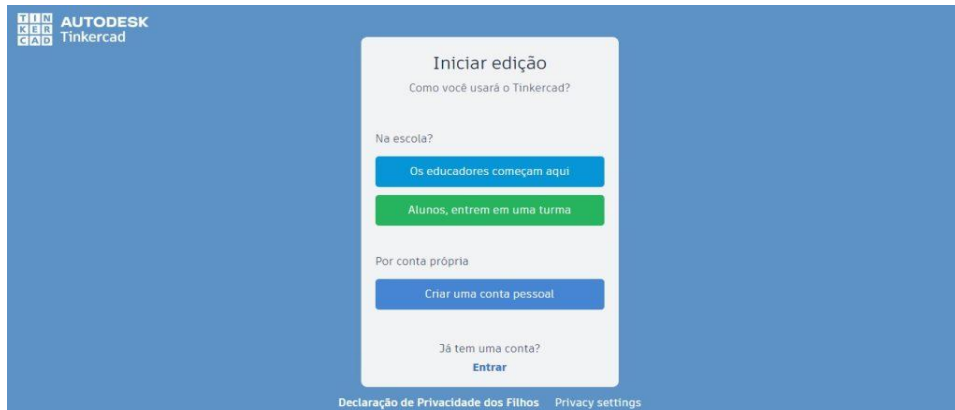 TIN
KER
CAD
AUTODESK
Tinkercad
Iniciar edição
Como você usará o Tinkercad?
Na escola?
Os educadores começam aqui
Alunos, entrem em uma turma
Por conta própria
Criar uma conta pessoal
Já tem uma conta?
Entrar
Declaração de Privacidade dos Filhos Privacy settings